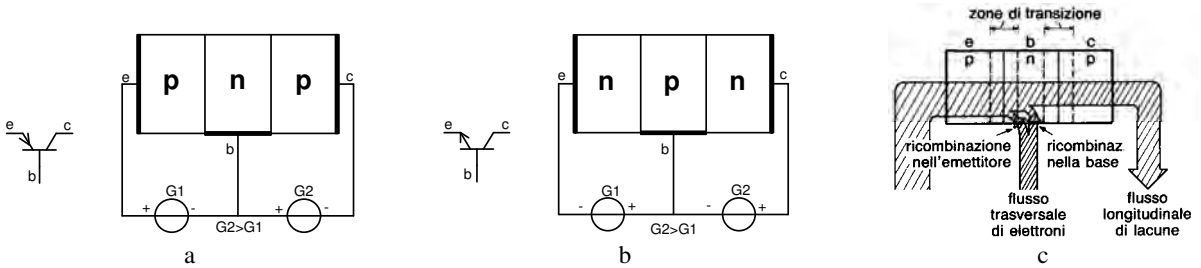 e
p
n
p
c
e
c
b
b
G1
G2
+
-
+
-
G2>G1
a
e
n
p
n
c
e
c
b
b
G1
G2
-
+
-
+
G2>G1
b
zone di transizione
e
b
c
p
n
p
ricombinazione
nell'emettitore
ricombinaz.
nella base
flusso
trasversale
di elettroni
flusso
longitudinale
di lacune
c